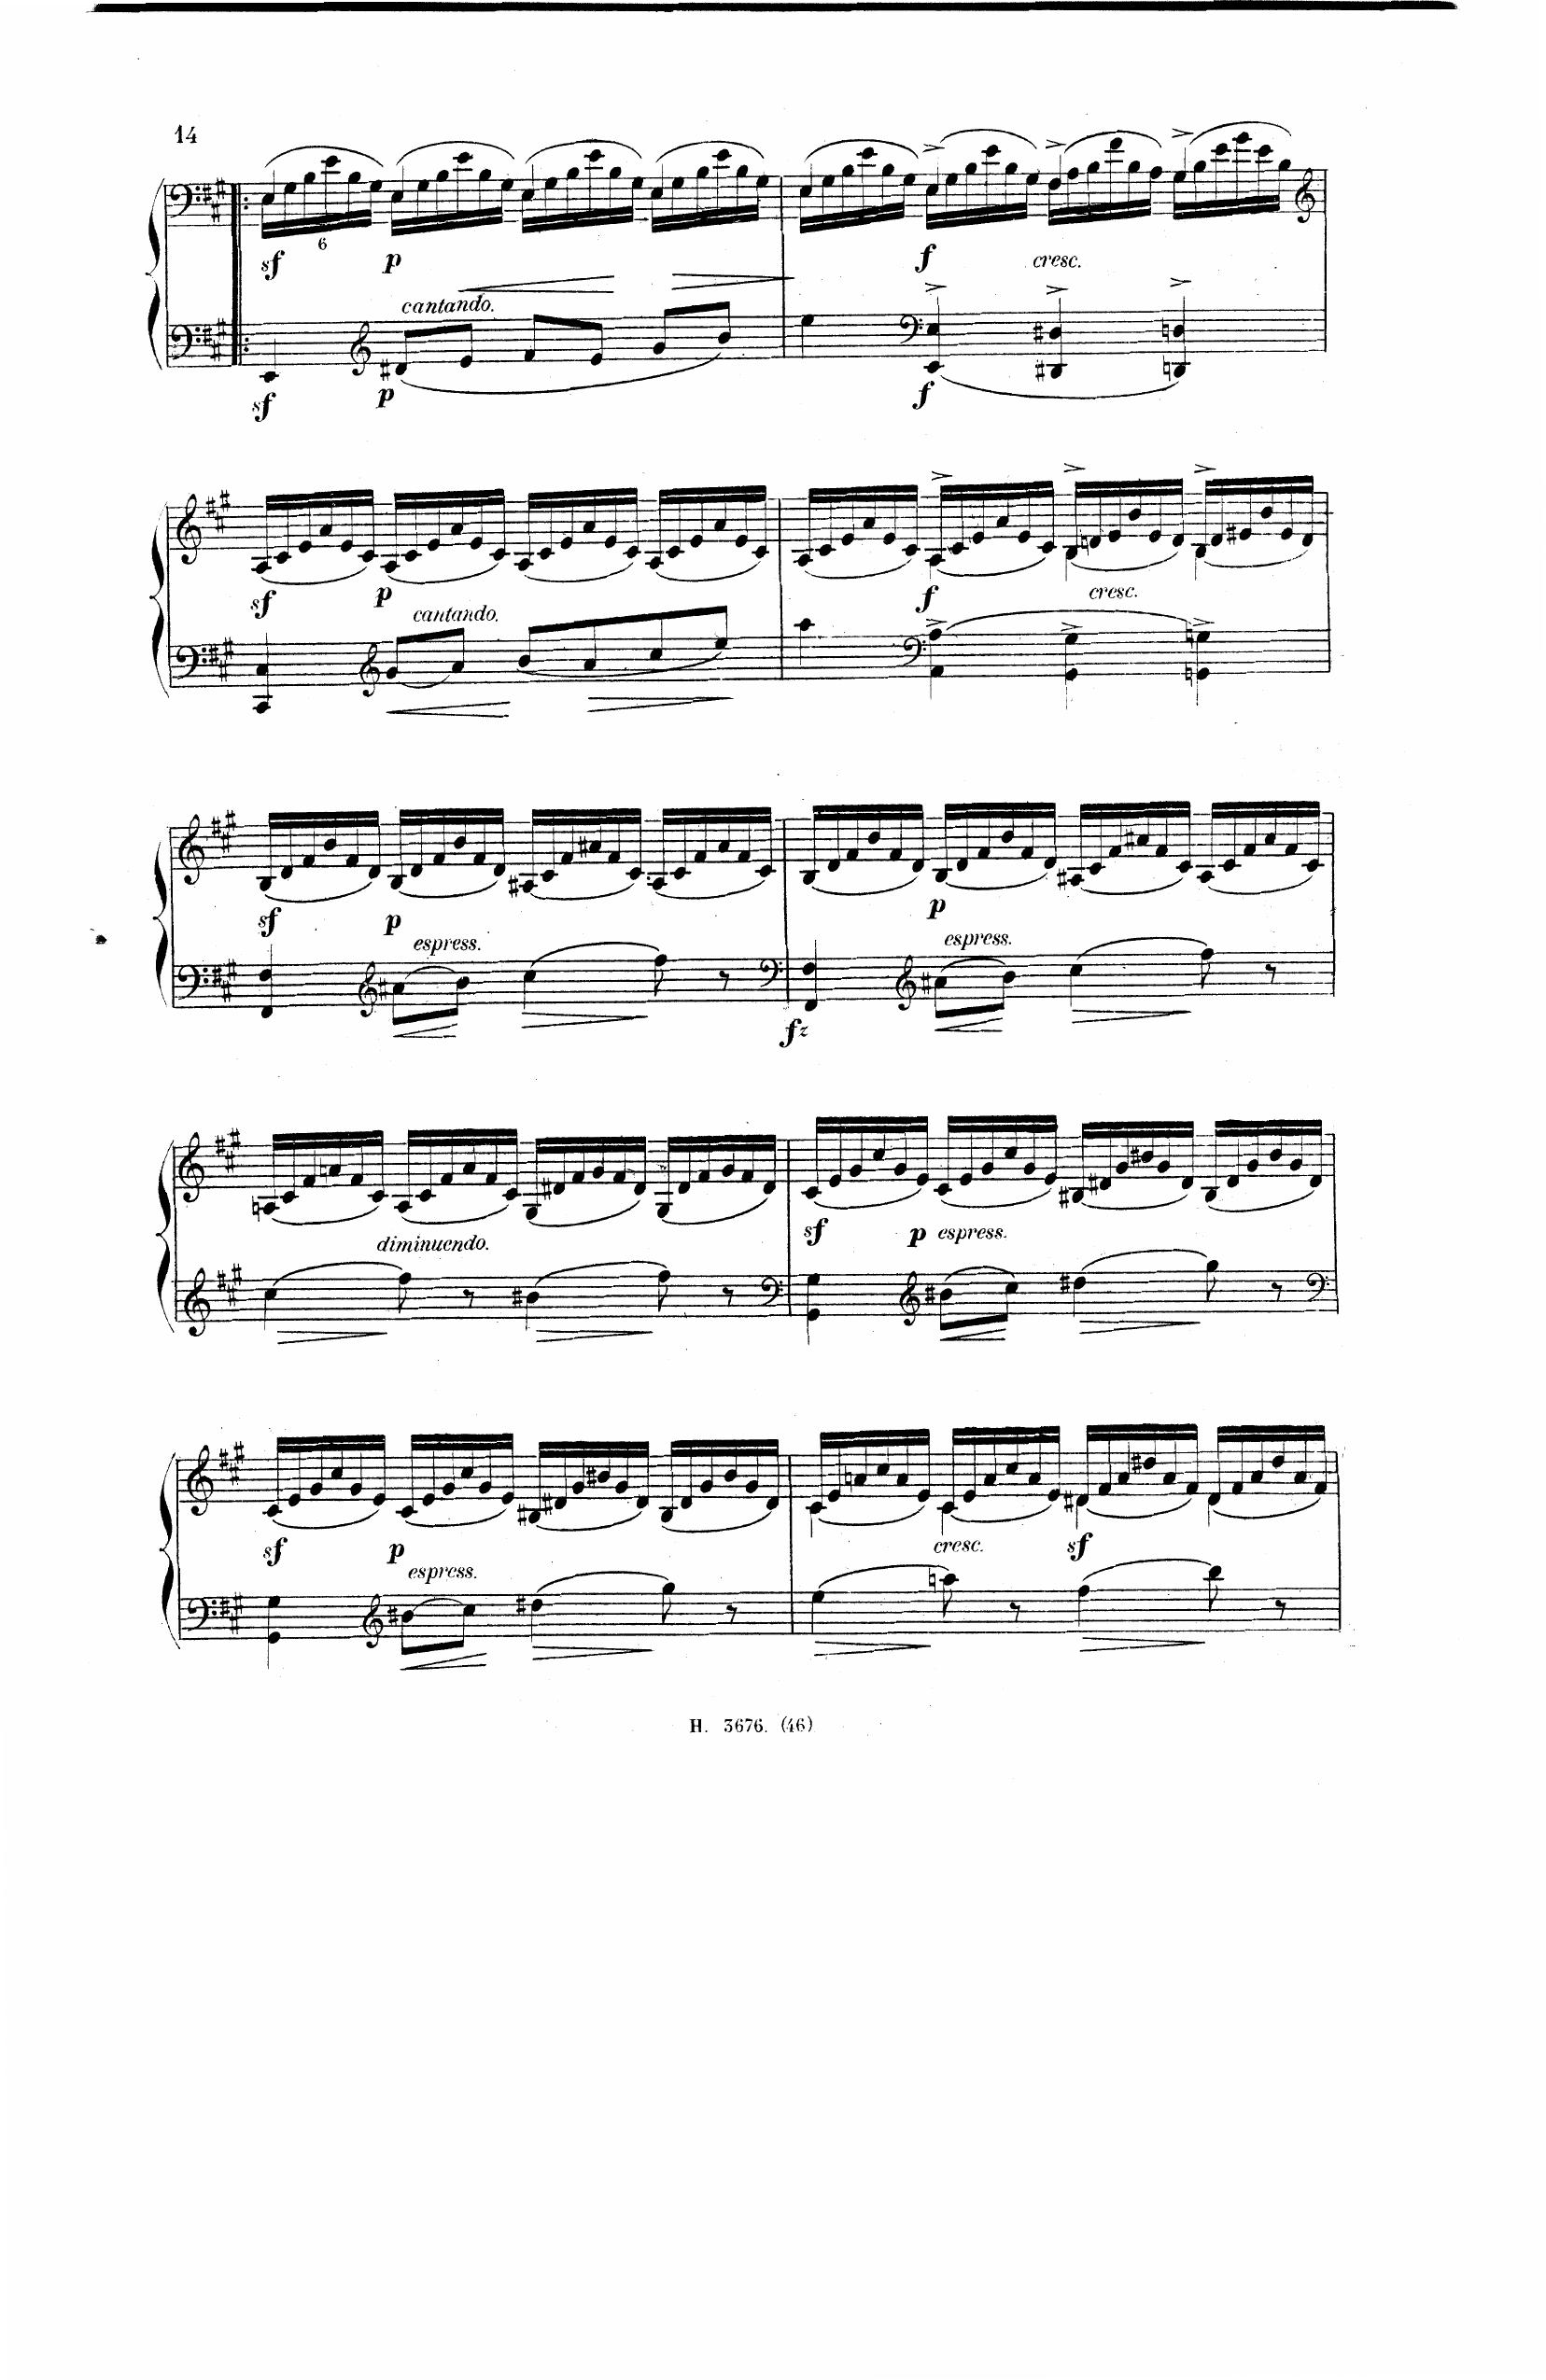 14
6
sf p f cresc.
cantando.
sf p f
sf p f cresc.
cantando.
sf p p
espress. espress.
fz
diminuendo. sf p espress.
sf p cresc. sf
espress.
H. 3676. (46)